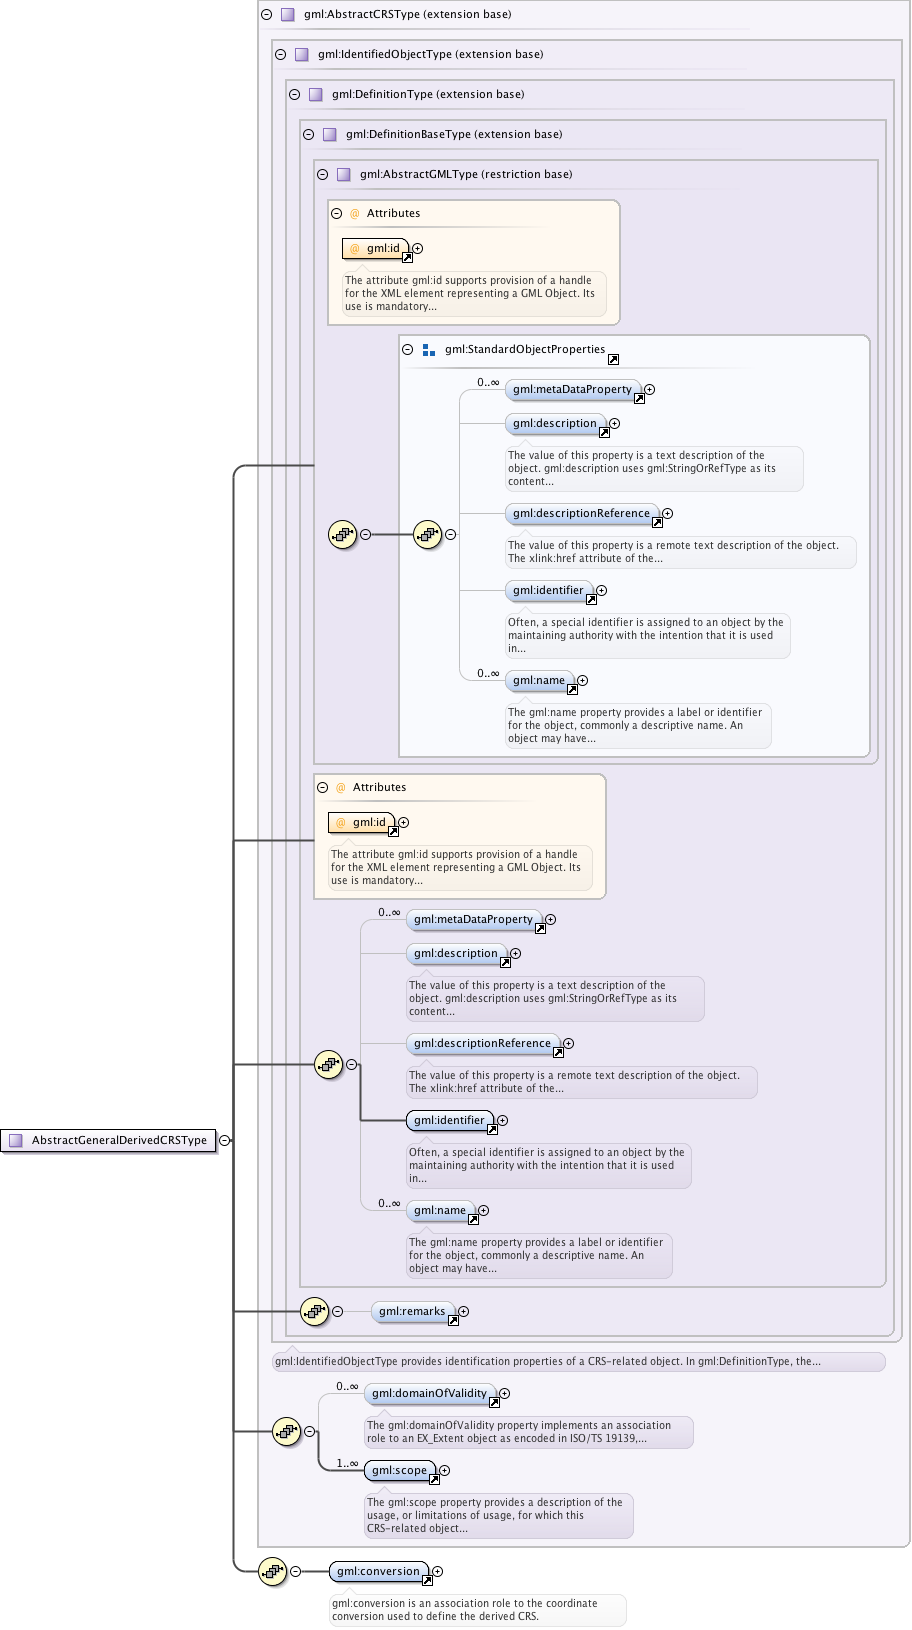 gml:AbstractCRSType (extension base)
gml:IdentifiedObjectType (extension base)
gml:DefinitionType (extension base)
gml:DefinitionBaseType (extension base)
gml:AbstractGMLType (restriction base)
@ Attributes
@ gml:id
The attribute gml:id supports provision of a handle
for the XML element representing a GML Object. Its
use is mandatory...
gml:StandardObjectProperties
0..∞ gml:metaDataProperty
gml:description
The value of this property is a text description of the
object. gml:description uses gml:StringOrRefType as its
content...
gml:descriptionReference
The value of this property is a remote text description of the object.
The xlink:href attribute of the...
gml:identifier
Often, a special identifier is assigned to an object by the
maintaining authority with the intention that it is used
in...
0..∞ gml:name
The gml:name property provides a label or identifier
for the object, commonly a descriptive name. An
object may have...
@ Attributes
@ gml:id
The attribute gml:id supports provision of a handle
for the XML element representing a GML Object. Its
use is mandatory...
0..∞ gml:metaDataProperty
gml:description
The value of this property is a text description of the
object. gml:description uses gml:StringOrRefType as its
content...
gml:descriptionReference
The value of this property is a remote text description of the object.
The xlink:href attribute of the...
gml:identifier
AbstractGeneralDerivedCRSType
Often, a special identifier is assigned to an object by the
maintaining authority with the intention that it is used
in...
0..∞ gml:name
The gml:name property provides a label or identifier
for the object, commonly a descriptive name. An
object may have...
gml:remarks
gml:IdentifiedObjectType provides identification properties of a CRS-related object. In gml:DefinitionType, the...
0..∞ gml:domainOfValidity
The gml:domainOfValidity property implements an association
role to an EX_Extent object as encoded in ISO/TS 19139,...
1..∞ gml:scope
The gml:scope property provides a description of the
usage, or limitations of usage, for which this
CRS-related object...
gml:conversion
gml:conversion is an association role to the coordinate
conversion used to define the derived CRS.